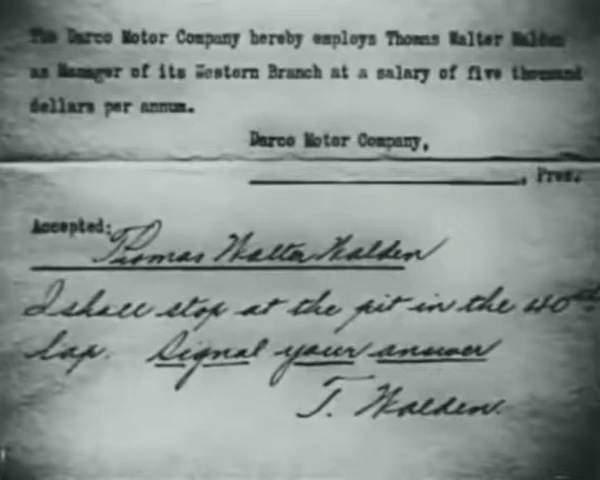 The Darco Motor Company hereby employs Thomas Walter Walden
as Manager of its Western Branch at a salary of five thousand
dollars per annum.
Darco Motor Company,
, Pres.
Accepted:
Thomas Walter Walden
I shall stop at the pit in the 40th
lap. Signal your answer
T. Walden.